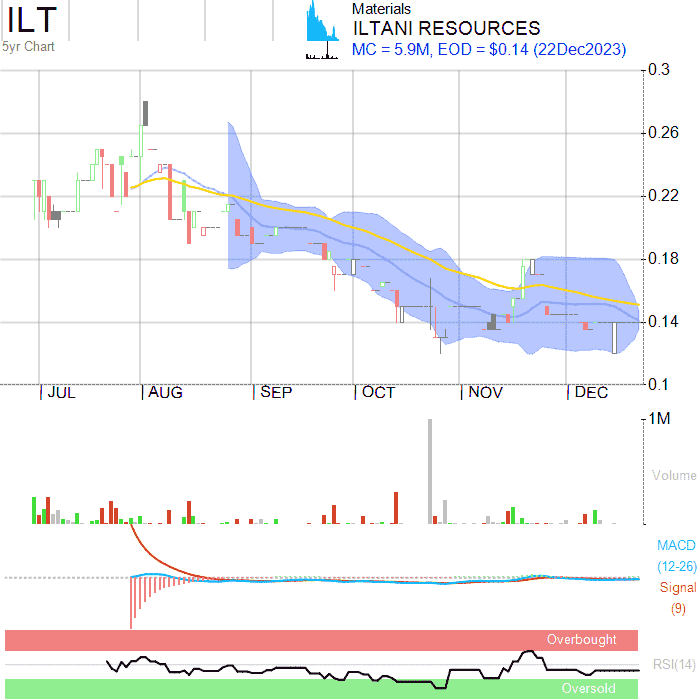 ILT
5yr Chart
Materials
ILTANI RESOURCES
MC = 5.9M, EOD = $0.14 (22Dec2023)
0.3
0.26
0.22
0.18
0.14
0.1
JUL AUG SEP OCT NOV DEC
1M
Volume
MACD
(12-26)
Signal
(9)
Overbought
RSI(14)
Oversold